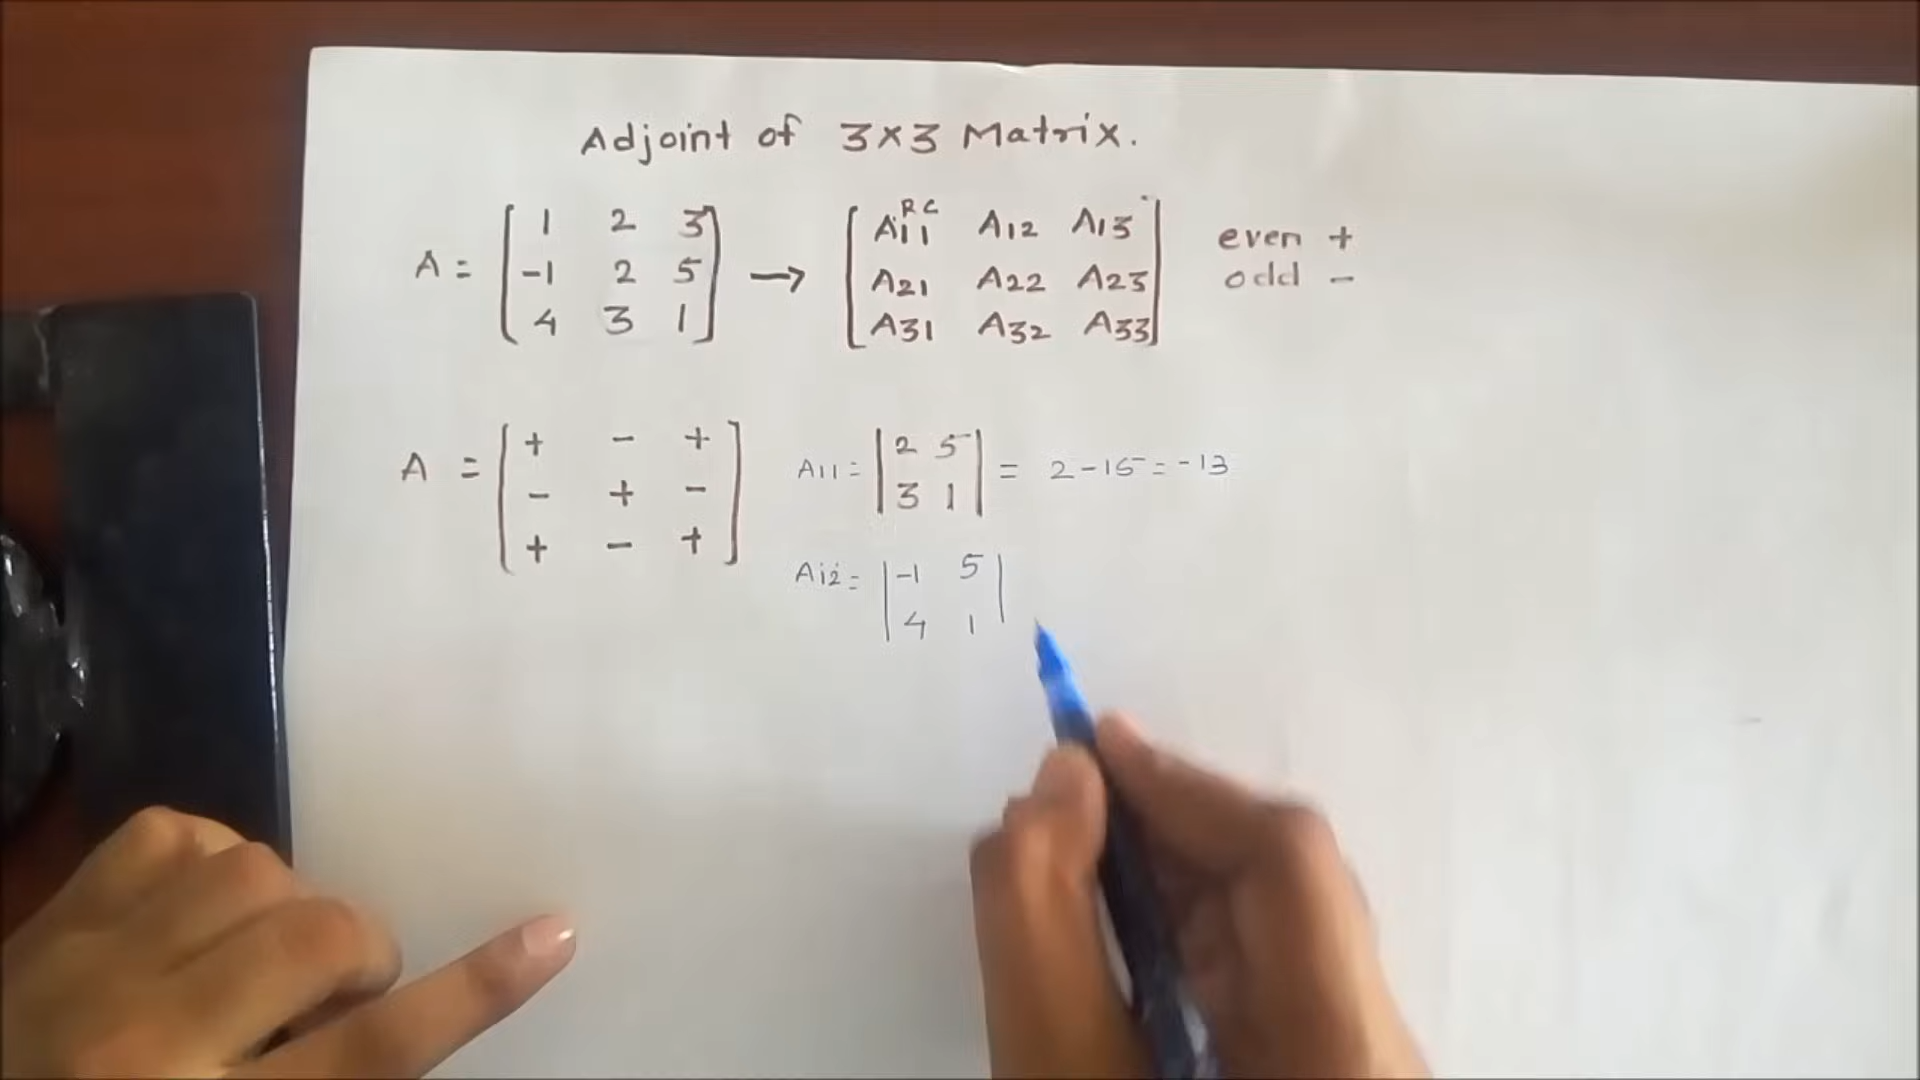 Adjoint of 3×3 Matrix.
A = [1 2 3] → [A11 A12 A13] even +
R C
[-1 2 5] [A21 A22 A23] odd -
[4 3 1] [A31 A32 A33]
A = [+ - +]
[- + -]
[+ - +]
A11 = |2 5| = 2-15 = -13
|3 1|
A12 = |-1 5|
|4 1|